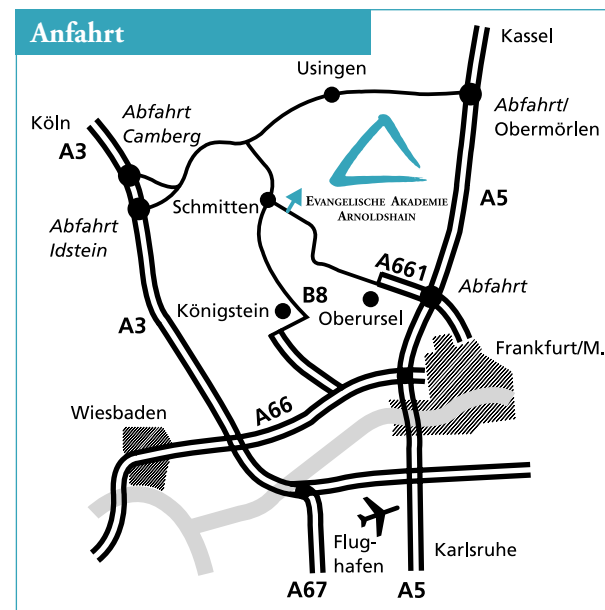 Anfahrt
Kassel
Usingen
Abfahrt
Camberg
Köln
A3
Abfahrt/
Obermörlen
A5
Abfahrt
Idstein
Schmitten
EVANGELISCHE AKADEMIE
ARNOLDSHAIN
A661
Abfahrt
B8
Königstein
Oberursel
A3
Frankfurt/M.
Wiesbaden
A66
Flug-
hafen
Karlsruhe
A67
A5